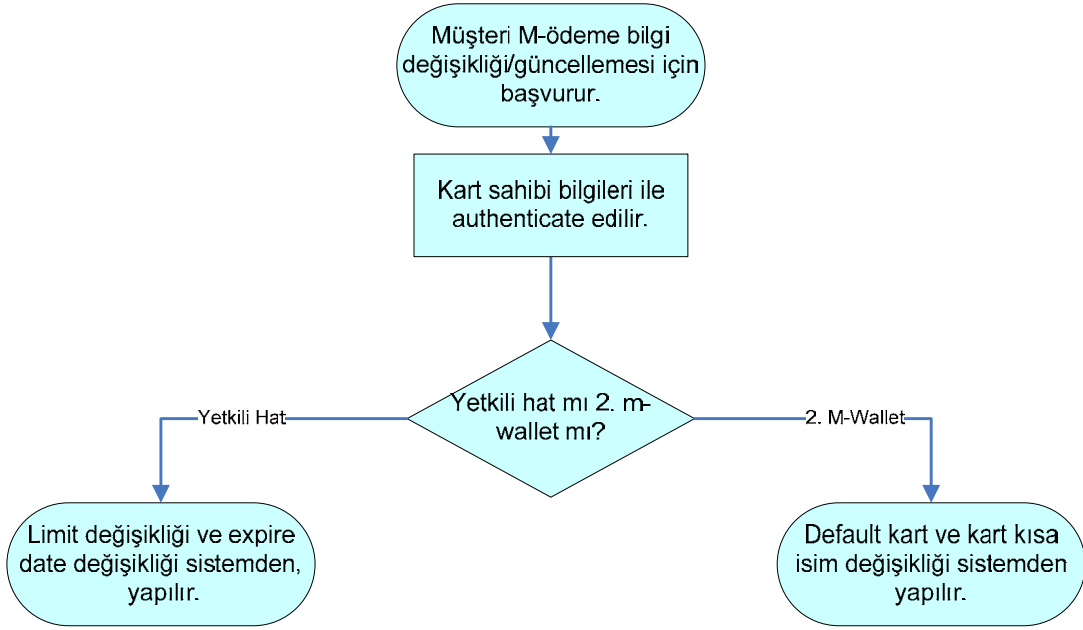 Müşteri M-ödeme bilgi
değişikliği/güncellemesi için
başvurur.
Kart sahibi bilgileri ile
authenticate edilir.
Yetkili hat mı 2. m-
wallet mı?
Yetkili Hat
2. M-Wallet
Limit değişikliği ve expire
date değişikliği sistemden,
yapılır.
Default kart ve kart kısa
isim değişikliği sistemden
yapılır.